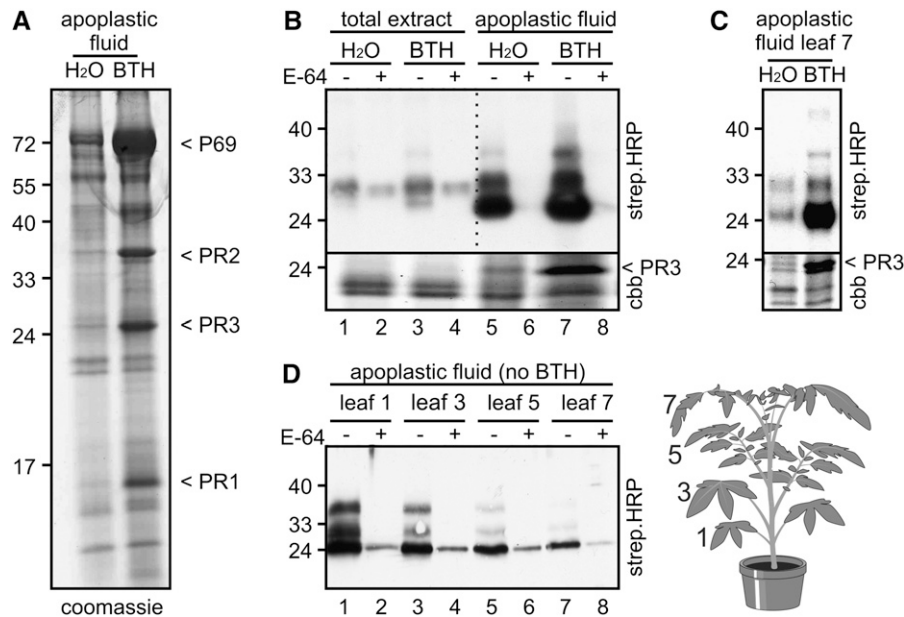 A
apoplastic
fluid
H2O BTH
72
55
40
33
24
17
< P69
< PR2
< PR3
< PR1
coomassie
B
total extract apoplastic fluid
H2O BTH H2O BTH
E-64 - + - + - + - +
40
33
24
strep.HRP
24
< PR3
cbb
1 2 3 4 5 6 7 8
C
apoplastic
fluid leaf 7
H2O BTH
40
33
24
strep.HRP
24
< PR3
cbb
D
apoplastic fluid (no BTH)
leaf 1 leaf 3 leaf 5 leaf 7
E-64 - + - + - + - +
40
33
24
strep.HRP
1 2 3 4 5 6 7 8
7
5
3
1